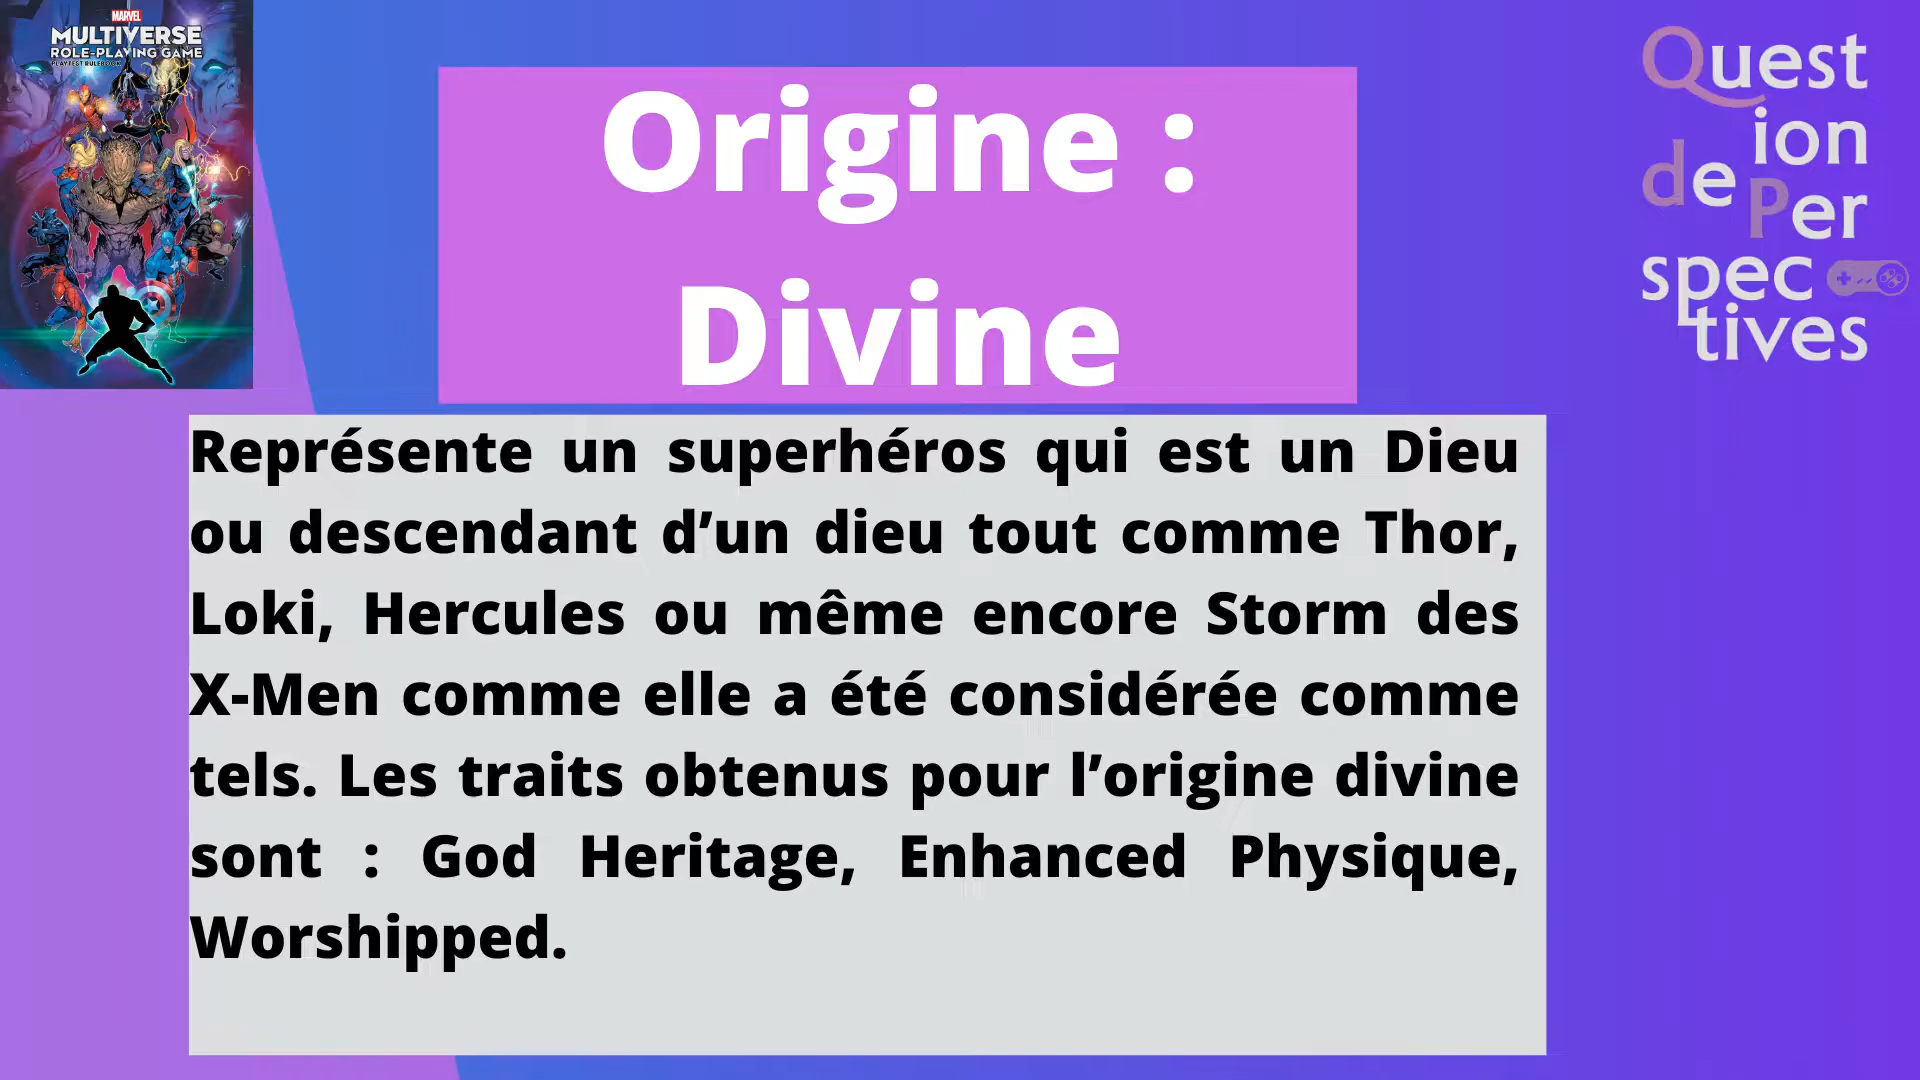 MARVEL
MULTIVERSE
ROLE-PLAYING GAME
PLAYTEST RULEBOOK
Origine :
Divine
Quest
ion
de Per
spec
tives
Représente un superhéros qui est un Dieu
ou descendant d’un dieu tout comme Thor,
Loki, Hercules ou même encore Storm des
X-Men comme elle a été considérée comme
tels. Les traits obtenus pour l’origine divine
sont : God Heritage, Enhanced Physique,
Worshipped.